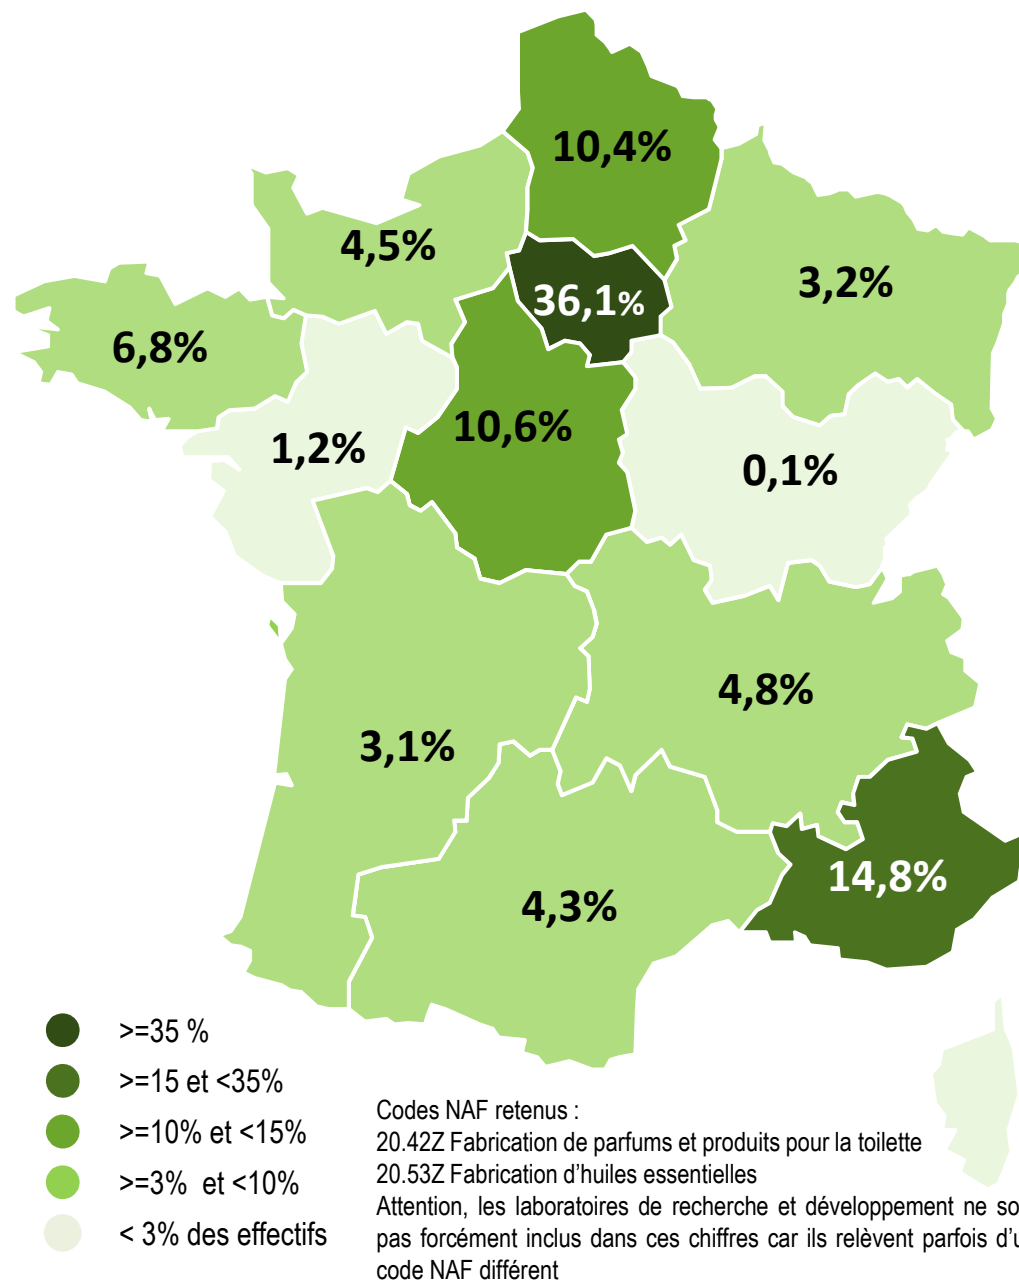 10,4%
4,5%
3,2%
36,1%
6,8%
10,6%
1,2%
0,1%
4,8%
3,1%
14,8%
4,3%
>=35 %
>=15 et <35%
>=10% et <15%
>=3% et <10%
< 3% des effectifs
Codes NAF retenus :
20.42Z Fabrication de parfums et produits pour la toilette
20.53Z Fabrication d'huiles essentielles
Attention, les laboratoires de recherche et développement ne so
pas forcément inclus dans ces chiffres car ils relèvent parfois d'u
code NAF différent